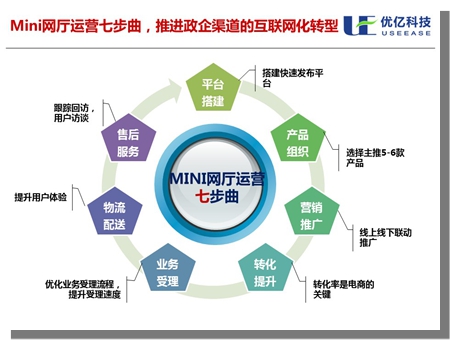 Mini网厅运营七步曲，推进政企渠道的互联网化转型
UE
优亿科技
USEEASE
平台
搭建
搭建快速发布平
台
产品
组织
选择主推5-6款
产品
营销
推广
线上线下联动
推广
转化
提升
转化率是电商的
关键
业务
受理
优化业务受理流程，
提升受理速度
物流
配送
提升用户体验
售后
服务
跟踪回访，
用户访谈
MINI网厅运营
七步曲